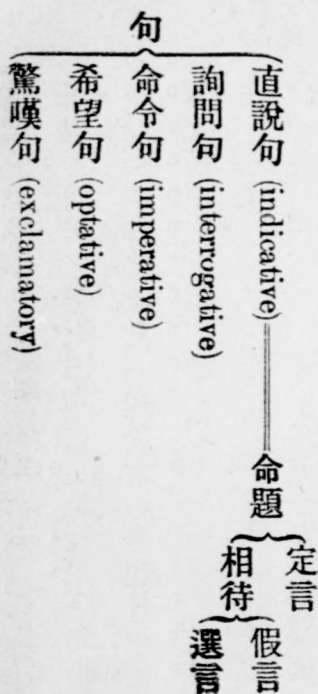 句
直說句 (indicative)
命題
定言
相待
假言
選言
詢問句 (interrogative)
命令句 (imperative)
希望句 (optative)
驚嘆句 (exclamatory)